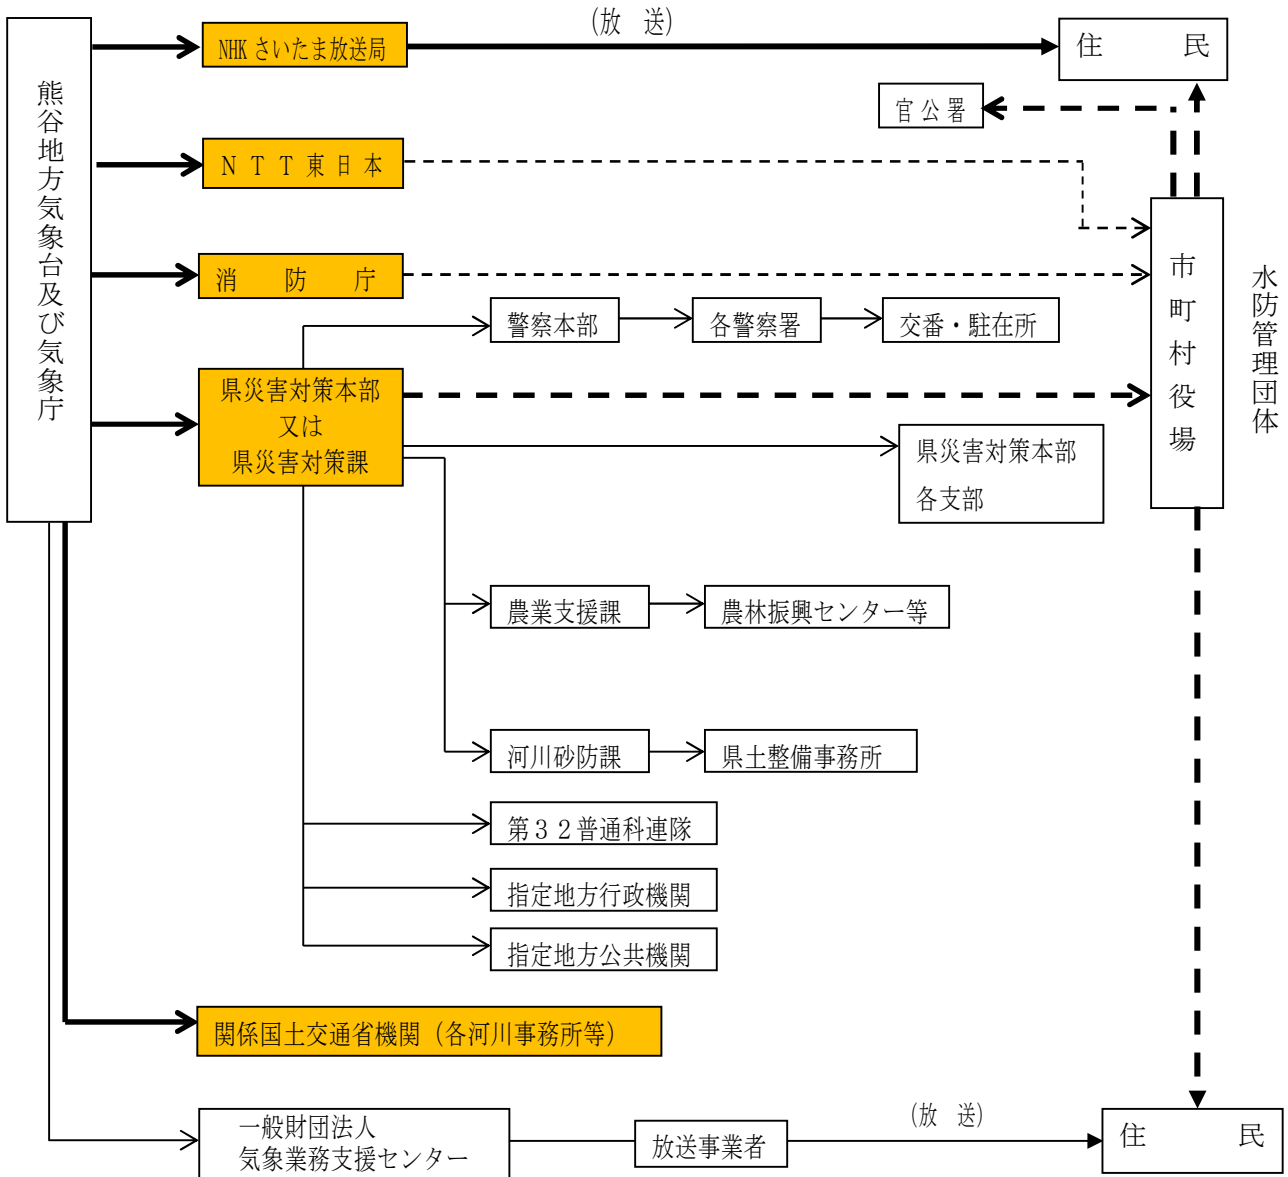 （放　送）
NHK さいたま放送局
住　　　民
熊谷地方気象台及び気象庁
官 公 署
Ｎ Ｔ Ｔ 東 日 本
水防管理団体
市町村役場
消　　防　　庁
警察本部
各警察署
交番・駐在所
県災害対策本部
又は
県災害対策課
県災害対策本部
各支部
農業支援課
農林振興センター等
河川砂防課
県土整備事務所
第３２普通科連隊
指定地方行政機関
指定地方公共機関
関係国土交通省機関（各河川事務所等）
一般財団法人
気象業務支援センター
放送事業者
（放　送）
住　　　　民